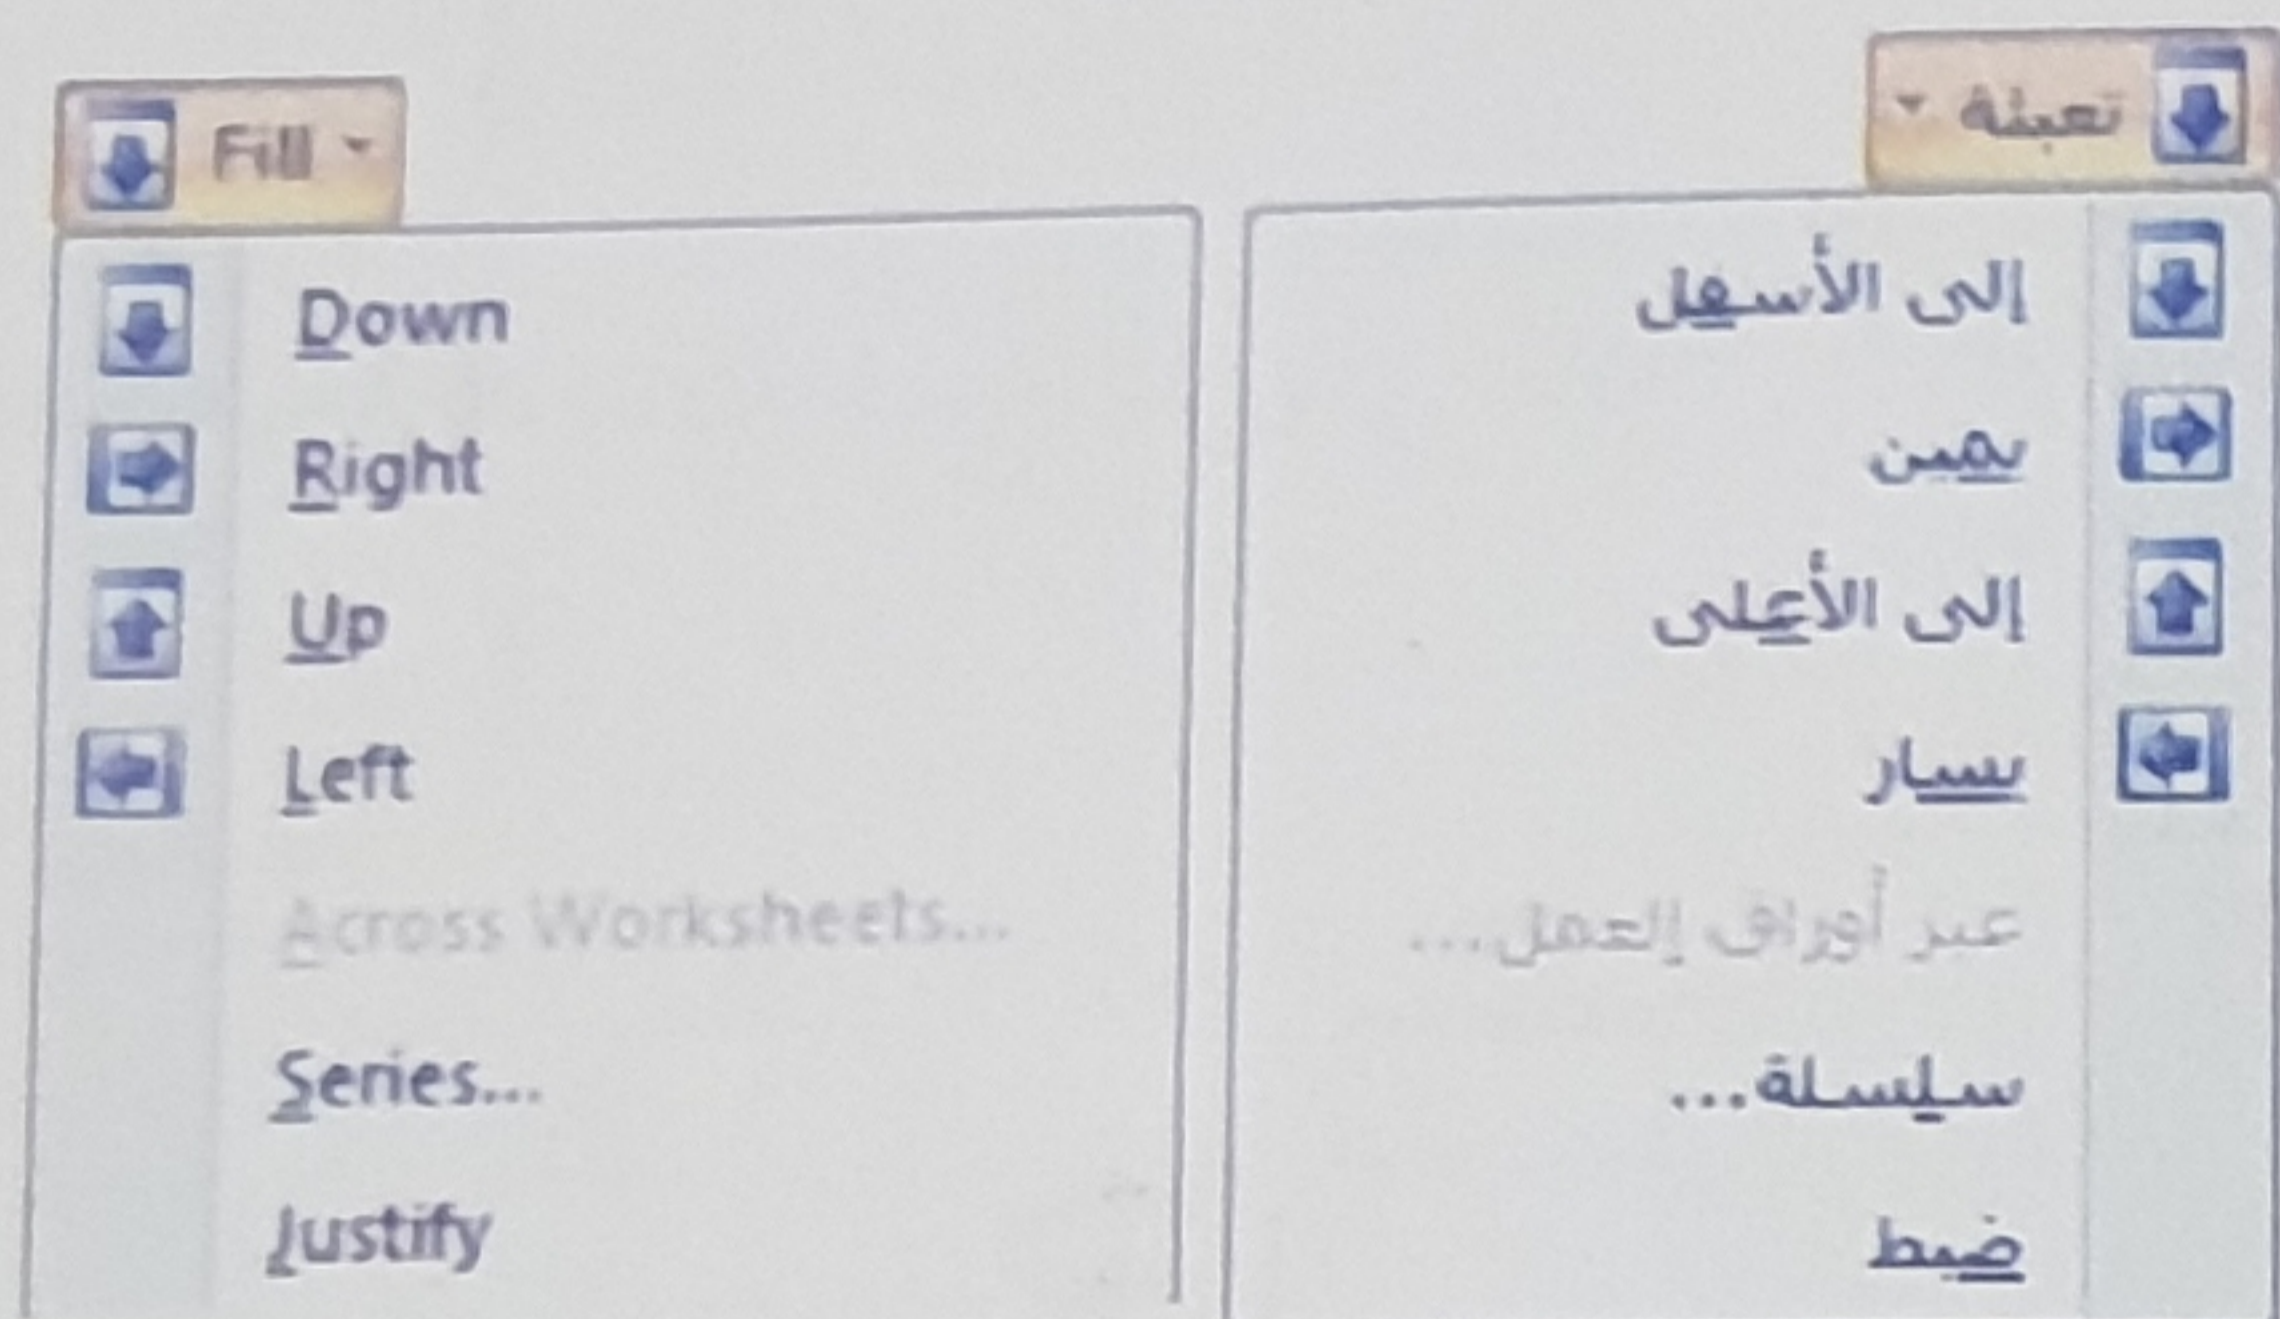 Fill
Down
Right
Up
Left
Across Worksheets...
Series...
Justify
تعبئة
إلى الأسفل
يمين
إلى الأعلى
يسار
عبر أوراق العمل...
سلسلة...
ضبط